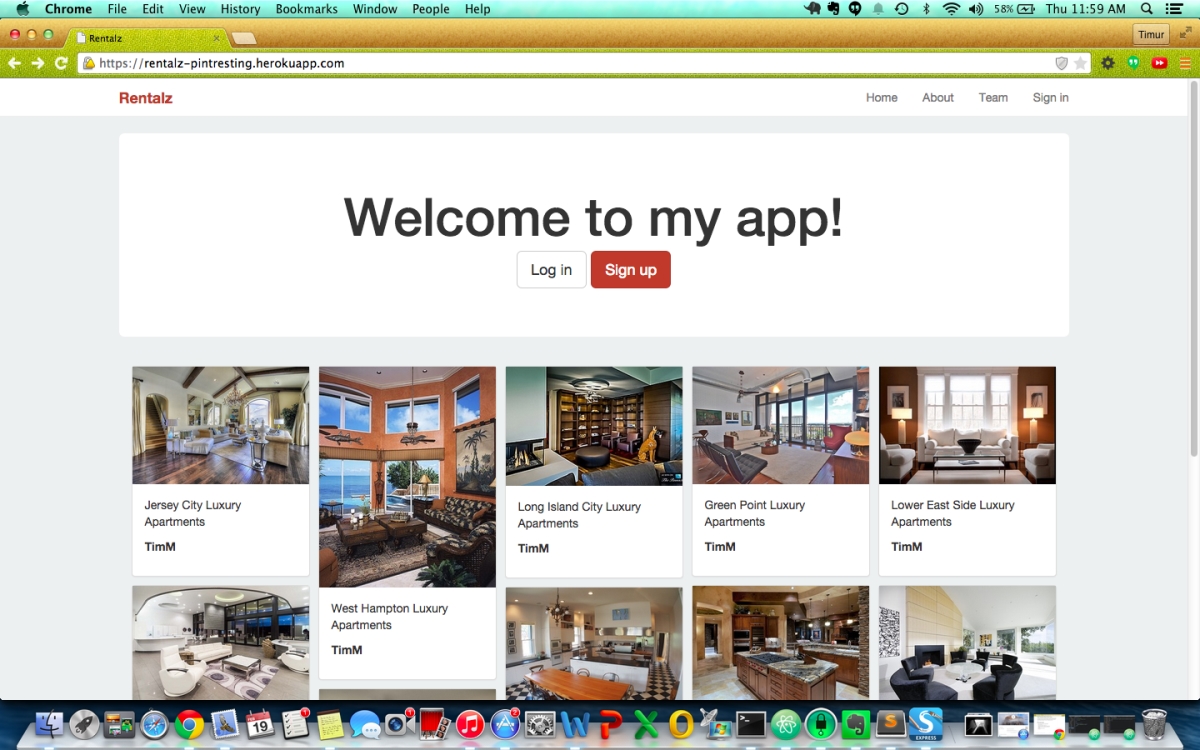 Chrome File Edit View History Bookmarks Window People Help 58% Thu 11:59 AM
Rentalz Timur
https://rentalz-pintresting.herokuapp.com
Rentalz Home About Team Sign in
Welcome to my app!
Log in Sign up
Jersey City Luxury
Apartments
TimM
West Hampton Luxury
Apartments
TimM
Long Island City Luxury
Apartments
TimM
Green Point Luxury
Apartments
TimM
Lower East Side Luxury
Apartments
TimM
19
EXPRESS